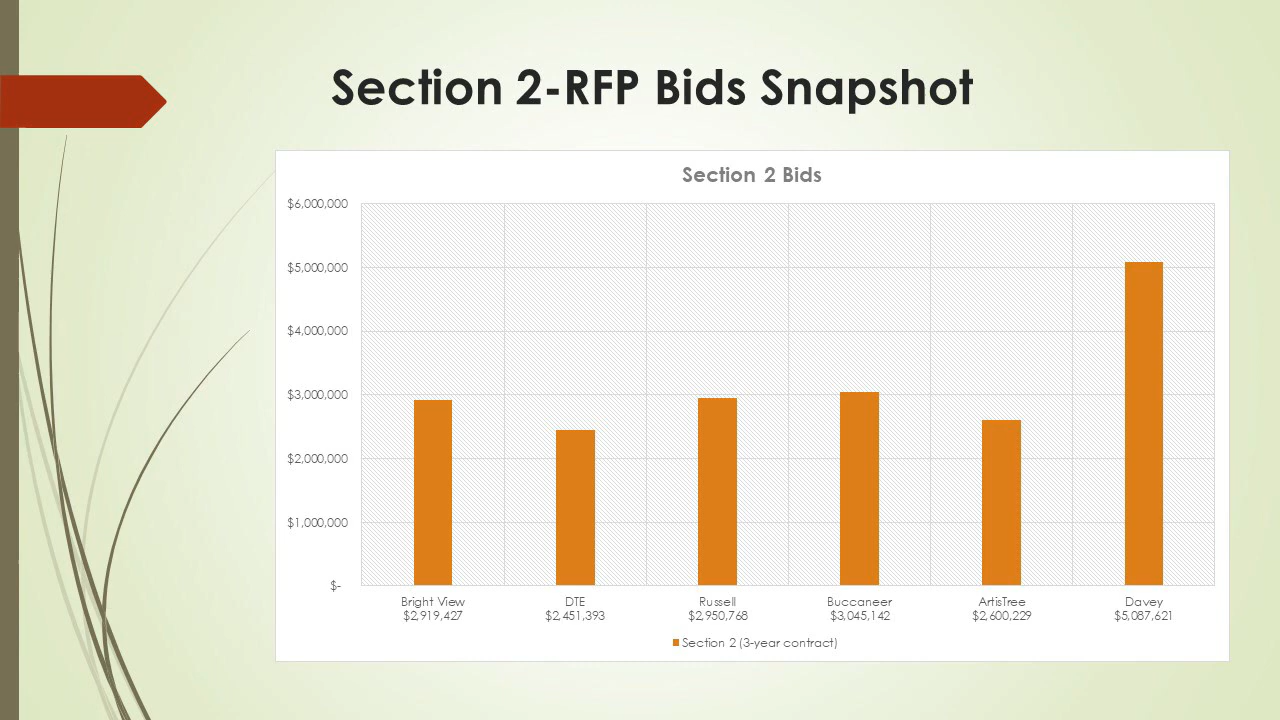 Section 2-RFP Bids Snapshot
Section 2 Bids
$6,000,000
$5,000,000
$4,000,000
$3,000,000
$2,000,000
$1,000,000
$-
Bright View DTE Russell Buccaneer ArtisTree Davey
$2,919,427 $2,451,393 $2,950,768 $3,045,142 $2,600,229 $5,087,621
Section 2 (3-year contract)